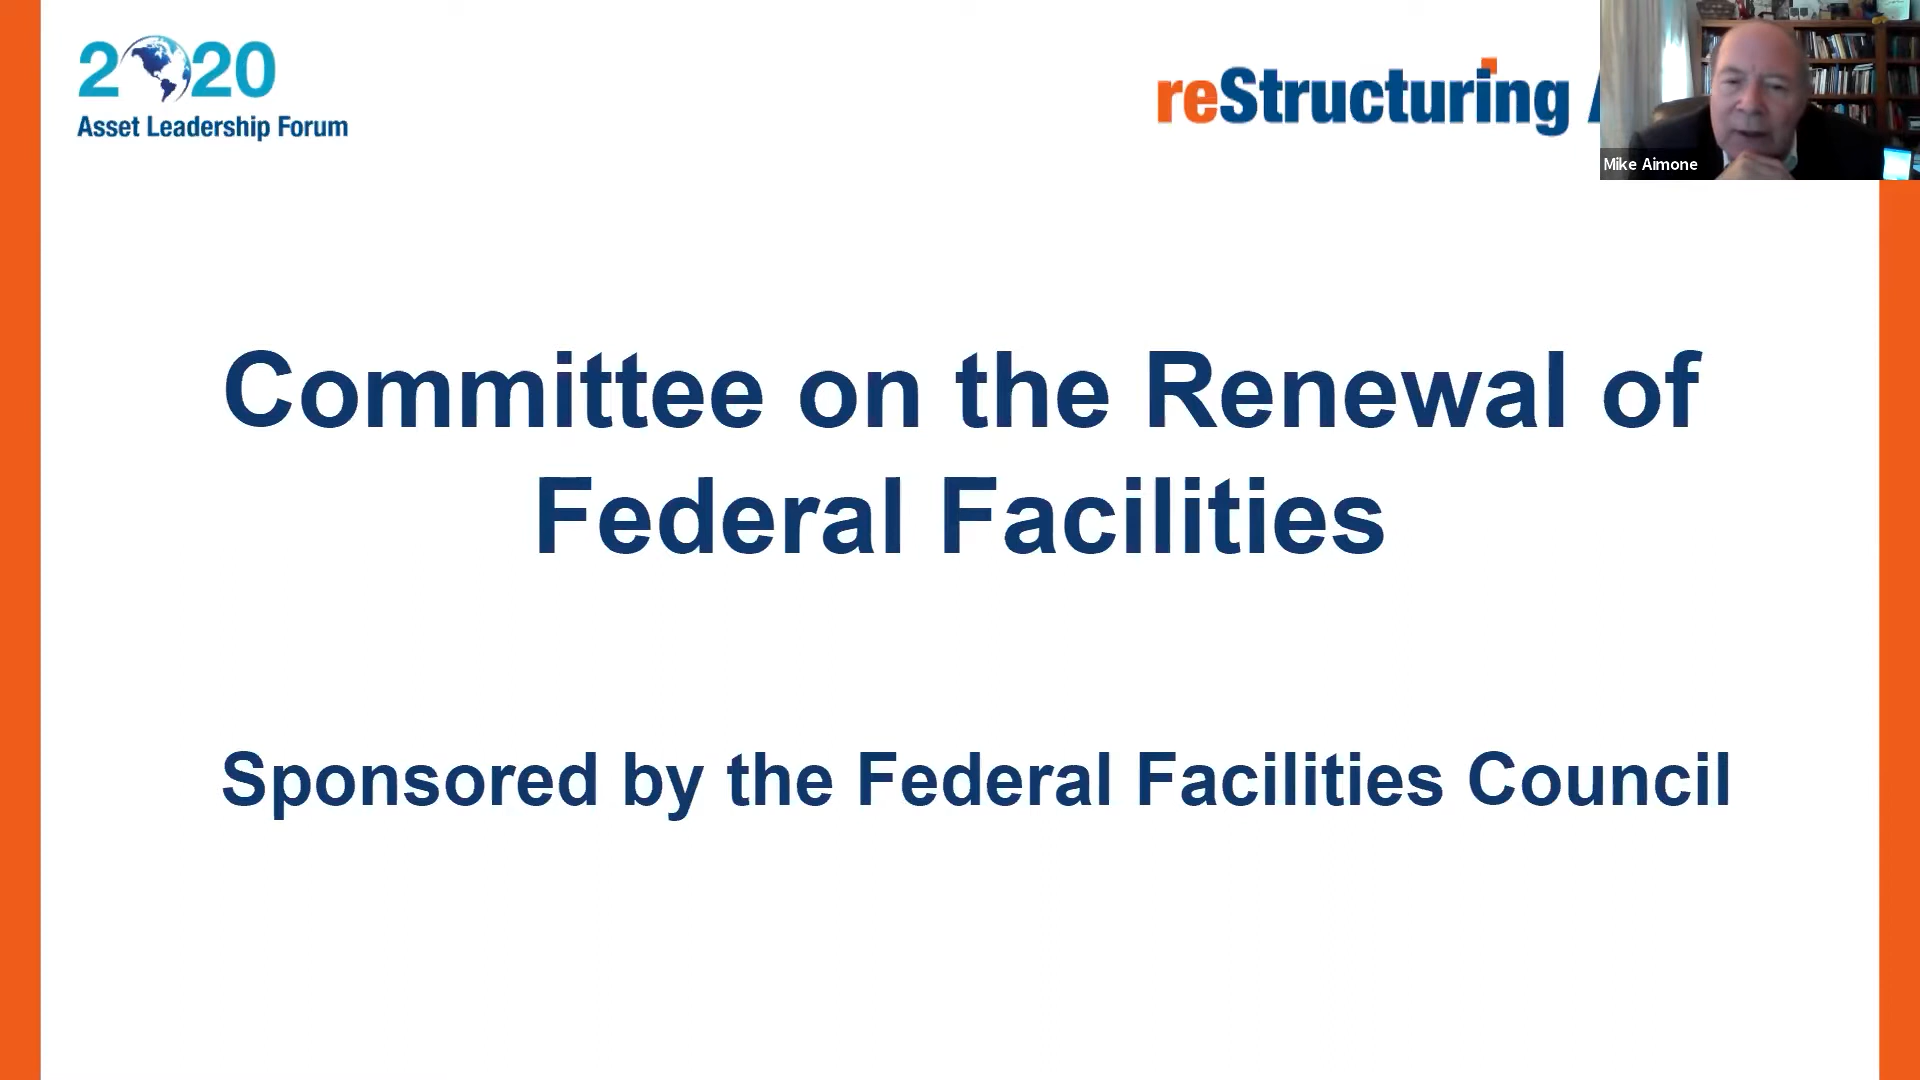 2020
Asset Leadership Forum
reStructuring
Mike Aimone
Committee on the Renewal of
Federal Facilities
Sponsored by the Federal Facilities Council